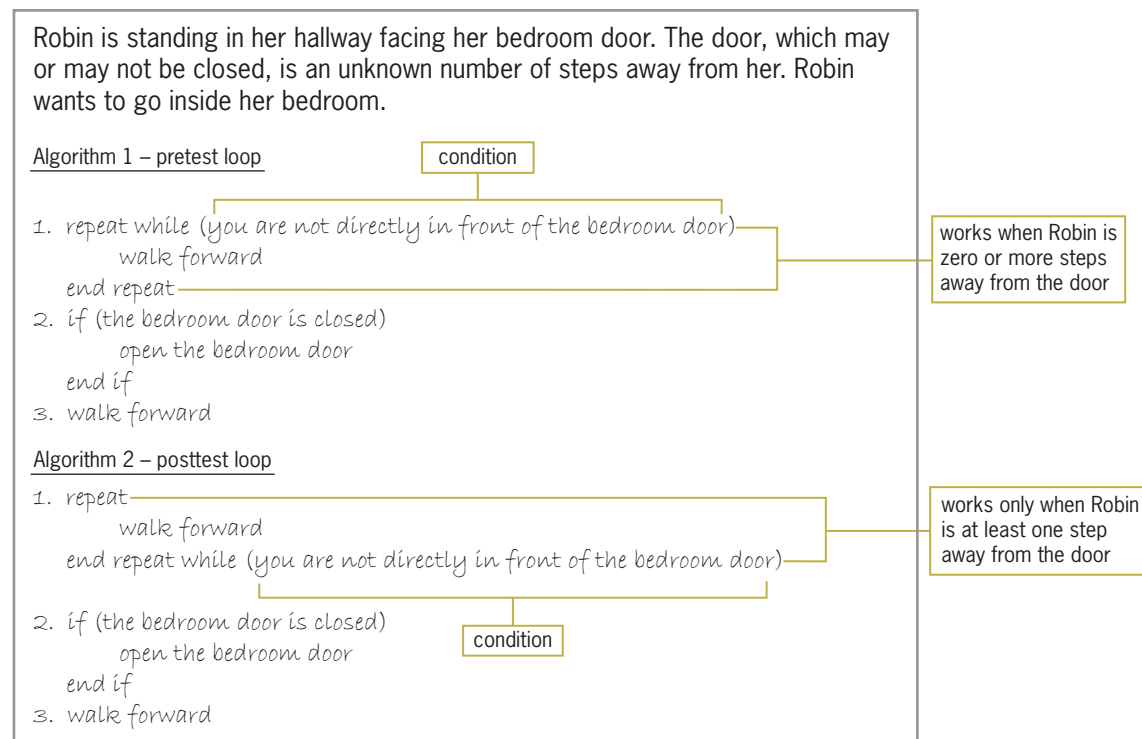 Robin is standing in her hallway facing her bedroom door. The door, which may
or may not be closed, is an unknown number of steps away from her. Robin
wants to go inside her bedroom.
Algorithm 1 – pretest loop
condition
1. repeat while (you are not directly in front of the bedroom door)
walk forward
end repeat
works when Robin is
zero or more steps
away from the door
2. if (the bedroom door is closed)
open the bedroom door
end if
3. walk forward
Algorithm 2 – posttest loop
1. repeat
walk forward
end repeat while (you are not directly in front of the bedroom door)
works only when Robin
is at least one step
away from the door
condition
2. if (the bedroom door is closed)
open the bedroom door
end if
3. walk forward